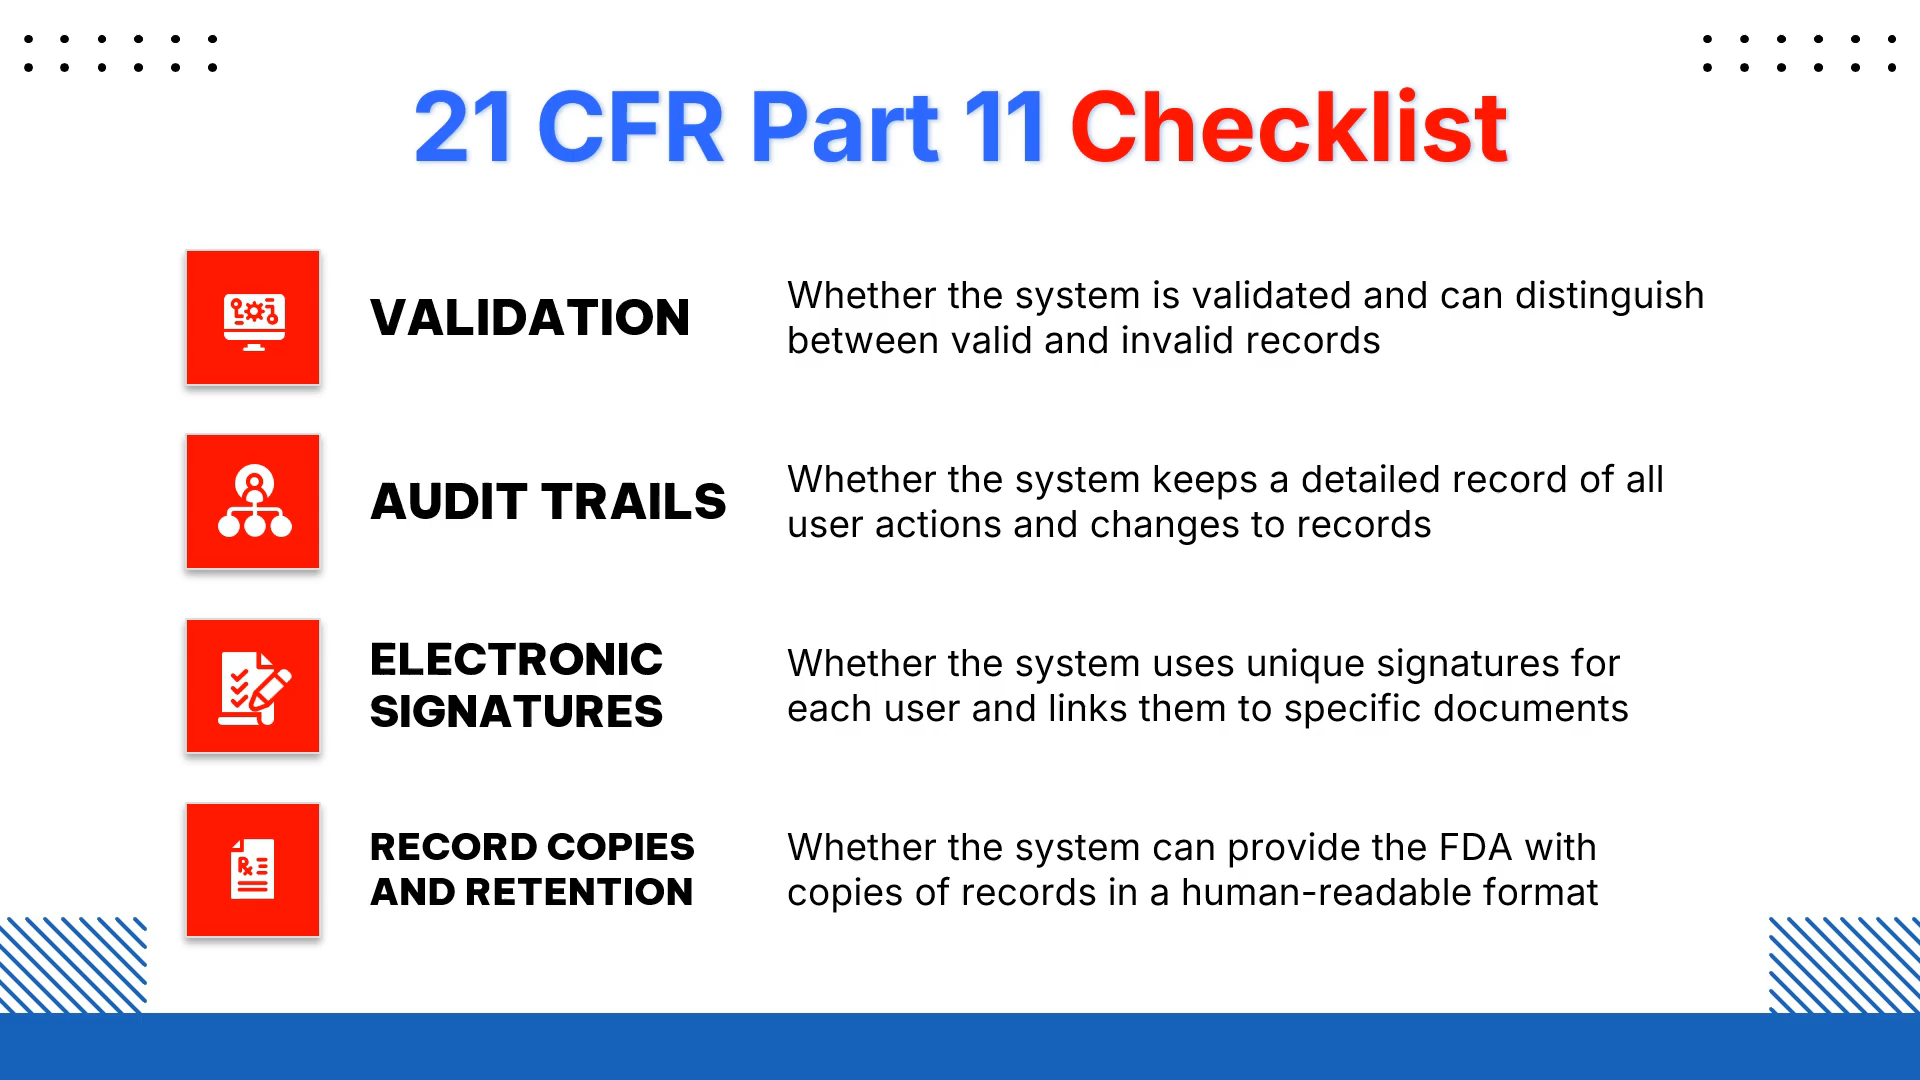 21 CFR Part 11 Checklist
VALIDATION
Whether the system is validated and can distinguish
between valid and invalid records
AUDIT TRAILS
Whether the system keeps a detailed record of all
user actions and changes to records
ELECTRONIC
SIGNATURES
Whether the system uses unique signatures for
each user and links them to specific documents
RECORD COPIES
AND RETENTION
Whether the system can provide the FDA with
copies of records in a human-readable format